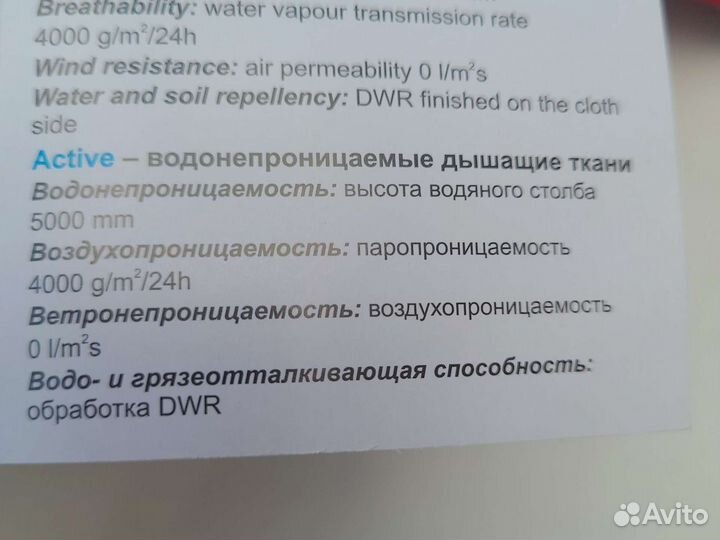 Breathability: water vapour transmission rate
4000 g/m²/24h
Wind resistance: air permeability 0 l/m²s
Water and soil repellency: DWR finished on the cloth
side
Active – водонепроницаемые дышащие ткани
Водонепроницаемость: высота водяного столба
5000 mm
Воздухопроницаемость: паропроницаемость
4000 g/m²/24h
Ветронепроницаемость: воздухопроницаемость
0 l/m²s
Водо- и грязеотталкивающая способность:
обработка DWR
Avito